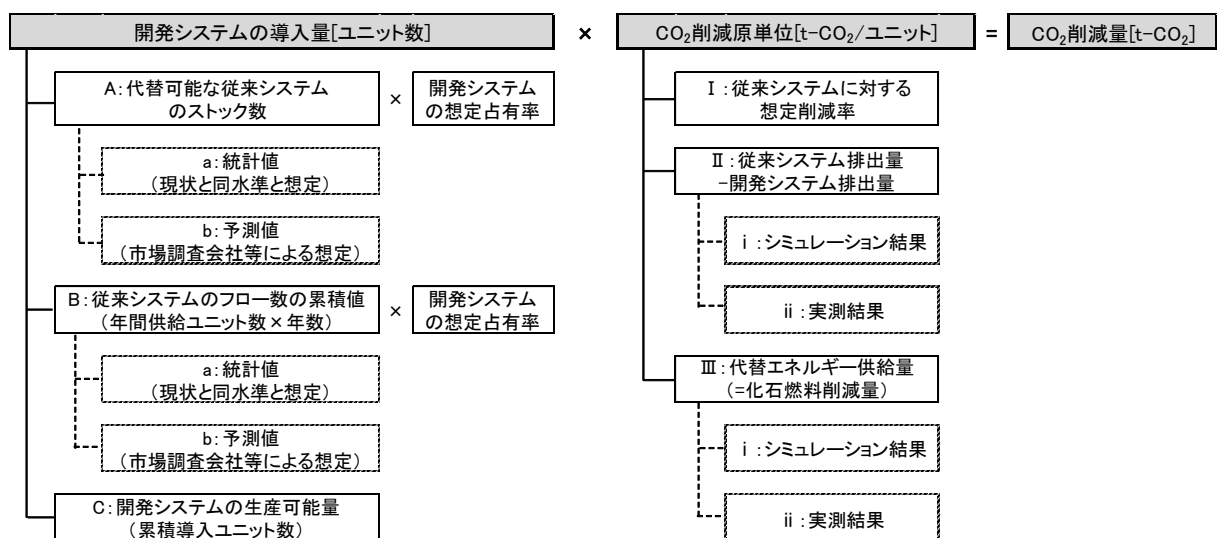 開発システムの導入量[ユニット数]
×
CO₂削減原単位[t-CO₂/ユニット]
=
CO₂削減量[t-CO₂]
A:代替可能な従来システム
のストック数
×
開発システム
の想定占有率
a:統計値
(現状と同水準と想定)
b:予測値
(市場調査会社等による想定)
B:従来システムのフロー数の累積値
(年間供給ユニット数×年数)
×
開発システム
の想定占有率
a:統計値
(現状と同水準と想定)
b:予測値
(市場調査会社等による想定)
C:開発システムの生産可能量
(累積導入ユニット数)
Ⅰ:従来システムに対する
想定削減率
Ⅱ:従来システム排出量
-開発システム排出量
ⅰ:シミュレーション結果
ⅱ:実測結果
Ⅲ:代替エネルギー供給量
(=化石燃料削減量)
ⅰ:シミュレーション結果
ⅱ:実測結果